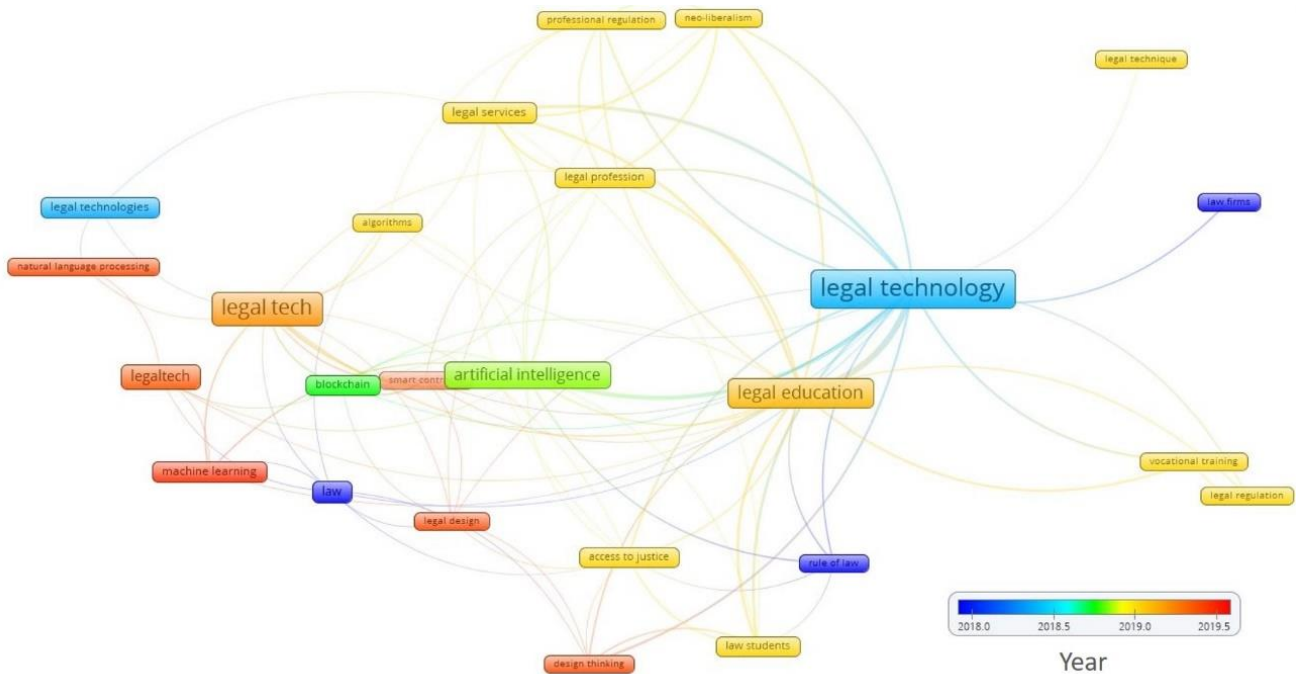 professional regulation
neo-liberalism
legal technique
legal services
legal profession
legal technologies
law firms
algorithms
natural language processing
legal technology
legal tech
legaltech
blockchain
smart contr
artificial intelligence
legal education
machine learning
vocational training
law
legal regulation
legal design
access to justice
rule of law
law students
design thinking
2018.0 2018.5 2019.0 2019.5
Year